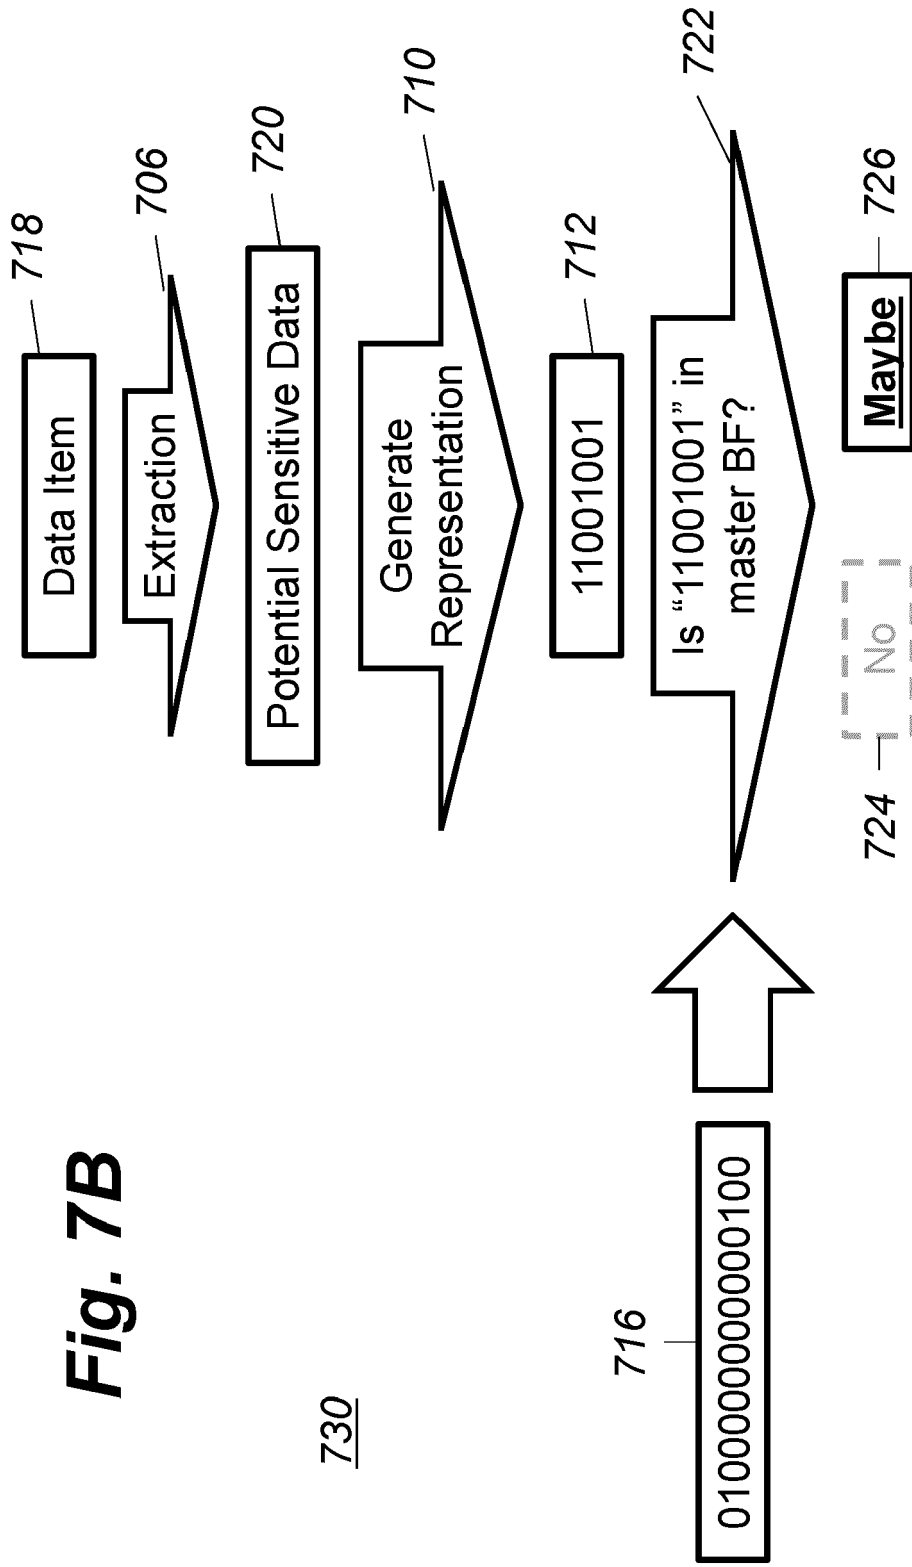 Fig. 7B
730
Data Item
718
Extraction
706
Potential Sensitive Data
720
Generate
Representation
710
11001001
712
716
0100000000000100
Is “11001001” in
master BF?
722
724
No
Maybe
726